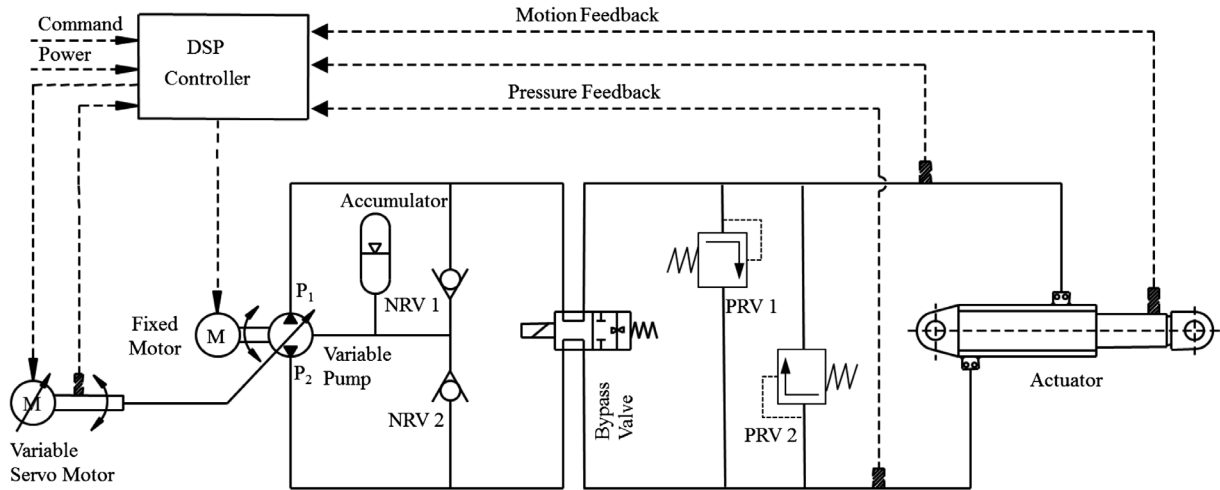 Command
Power
DSP
Controller
Motion Feedback
Pressure Feedback
Accumulator
P1
NRV 1
Fixed
Motor
M
P2
Variable
Pump
NRV 2
M
Variable
Servo Motor
Bypass
Valve
PRV 1
PRV 2
Actuator